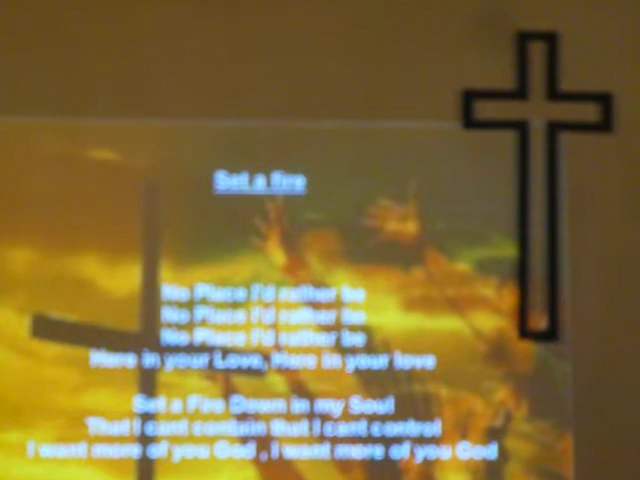 Set a fire
No Place I'd rather be
No Place I'd rather be
No Place I'd rather be
Here in your Love, Here in your love
Set a Fire Down in my Soul
That I cant contain that I cant control
I want more of you God , I want more of you God